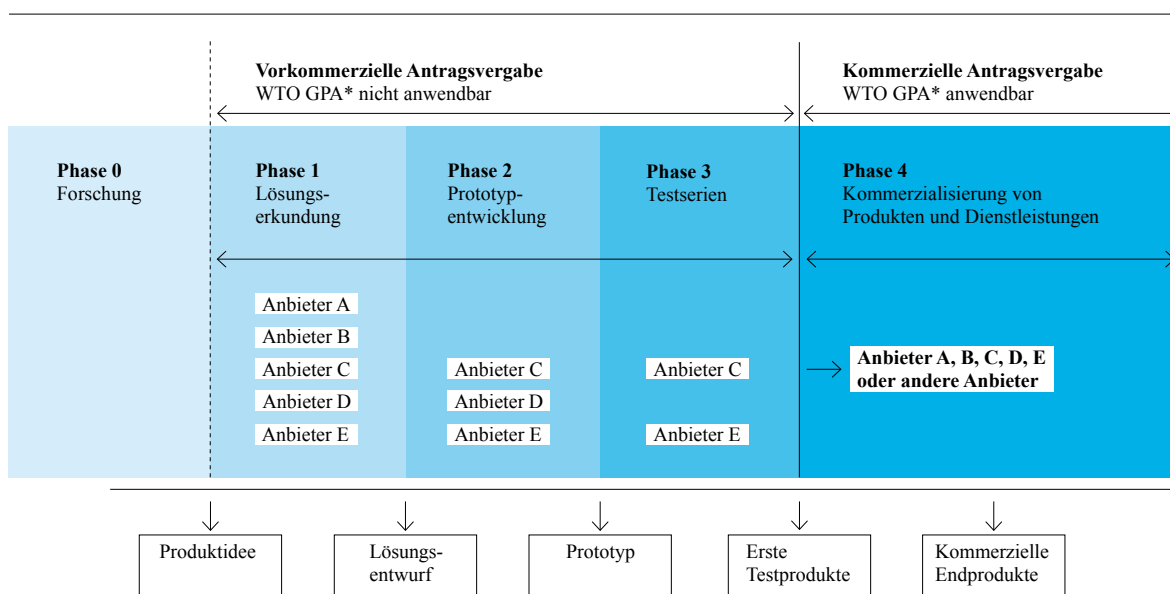 Vorkommerzielle Antragsvergabe
WTO GPA* nicht anwendbar
Kommerzielle Antragsvergabe
WTO GPA* anwendbar
Phase 0
Forschung
Phase 1
Lösungs-
erkundung
Phase 2
Prototyp-
entwicklung
Phase 3
Testserien
Phase 4
Kommerzialisierung von
Produkten und Dienstleistungen
Anbieter A
Anbieter B
Anbieter C
Anbieter D
Anbieter E
Anbieter C
Anbieter D
Anbieter E
Anbieter C
Anbieter E
Anbieter A, B, C, D, E
oder andere Anbieter
Produktidee
Lösungs-
entwurf
Prototyp
Erste
Testprodukte
Kommerzielle
Endprodukte